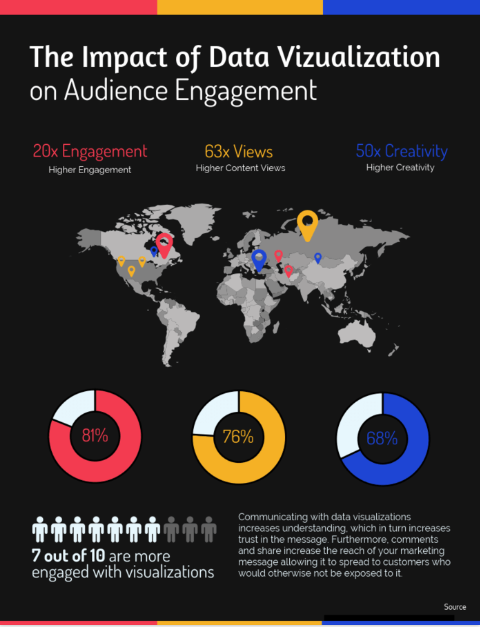 The Impact of Data Vizualization
on Audience Engagement
20x Engagement
Higher Engagement
63x Views
Higher Content Views
50x Creativity
Higher Creativity
81%
76%
68%
7 out of 10 are more
engaged with visualizations
Communicating with data visualizations
increases understanding, which in turn increases
trust in the message. Furthermore, comments
and share increase the reach of your marketing
message allowing it to spread to customers who
would otherwise not be exposed to it.
Source